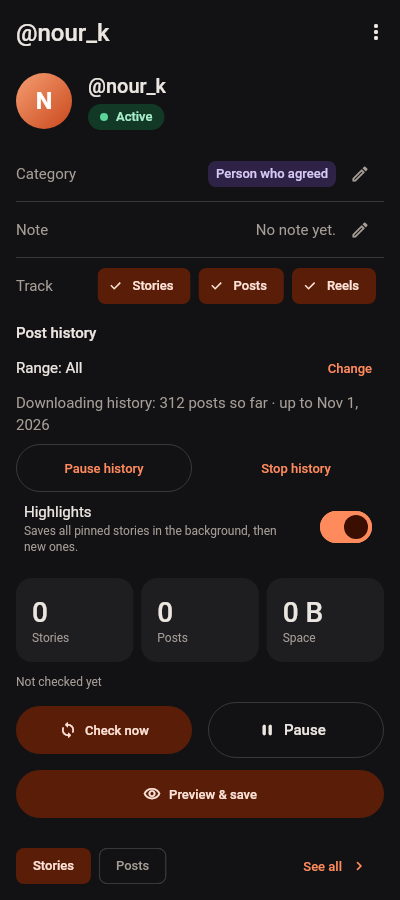 @nour_k
N
@nour_k
Active
Category
Person who agreed
Note
No note yet.
Track
Stories
Posts
Reels
Post history
Range: All
Change
Downloading history: 312 posts so far · up to Nov 1,
2026
Pause history
Stop history
Highlights
Saves all pinned stories in the background, then
new ones.
0
Stories
0
Posts
0 B
Space
Not checked yet
Check now
Pause
Preview & save
Stories
Posts
See all